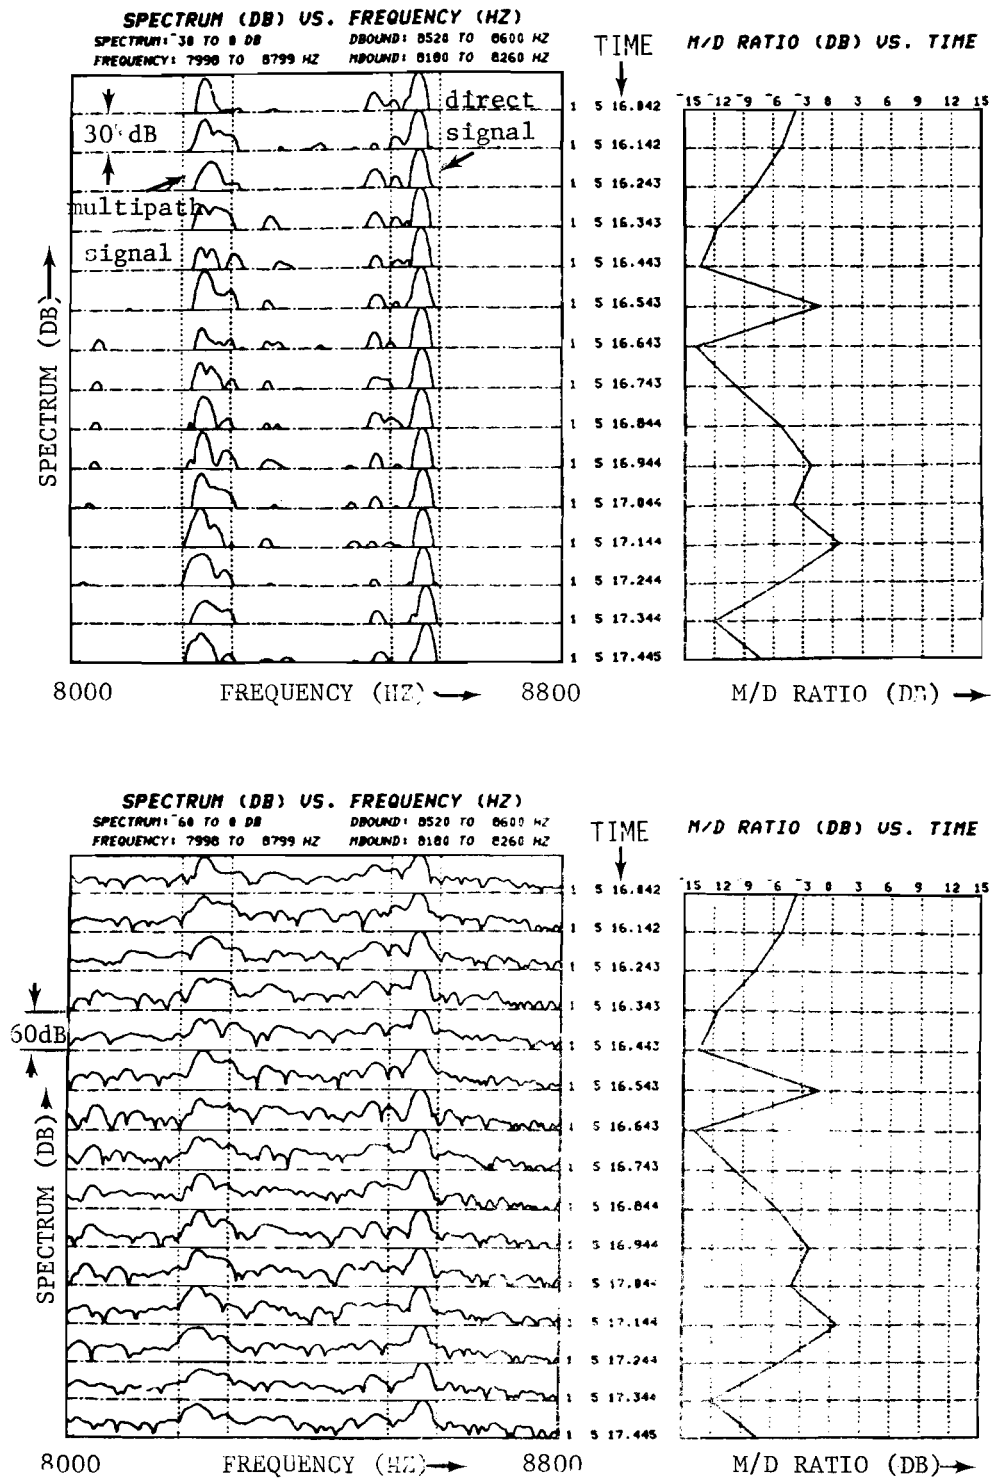 SPECTRUM (DB) VS. FREQUENCY (HZ)
SPECTRUM: ‾30 TO 0 DB DBOUND: 8520 TO 8600 HZ
FREQUENCY: 7998 TO 8799 HZ MBOUND: 8180 TO 8260 HZ
TIME
M/D RATIO (DB) VS. TIME
‾15 ‾12 ‾9 ‾6 ‾3 0 3 6 9 12 15
direct
signal
30 dB
multipath
signal
SPECTRUM (DB)
1 5 16.042
1 5 16.142
1 5 16.243
1 5 16.343
1 5 16.443
1 5 16.543
1 5 16.643
1 5 16.743
1 5 16.844
1 5 16.944
1 5 17.044
1 5 17.144
1 5 17.244
1 5 17.344
1 5 17.445
8000 FREQUENCY (HZ) 8800
M/D RATIO (DB)
SPECTRUM (DB) VS. FREQUENCY (HZ)
SPECTRUM: ‾60 TO 0 DB DBOUND: 8520 TO 8600 HZ
FREQUENCY: 7998 TO 8799 HZ MBOUND: 8180 TO 8260 HZ
TIME
M/D RATIO (DB) VS. TIME
‾15 ‾12 ‾9 ‾6 ‾3 0 3 6 9 12 15
60dB
SPECTRUM (DB)
1 5 16.042
1 5 16.142
1 5 16.243
1 5 16.343
1 5 16.443
1 5 16.543
1 5 16.643
1 5 16.743
1 5 16.844
1 5 16.944
1 5 17.044
1 5 17.144
1 5 17.244
1 5 17.344
1 5 17.445
8000 FREQUENCY (HZ) 8800
M/D RATIO (DB)